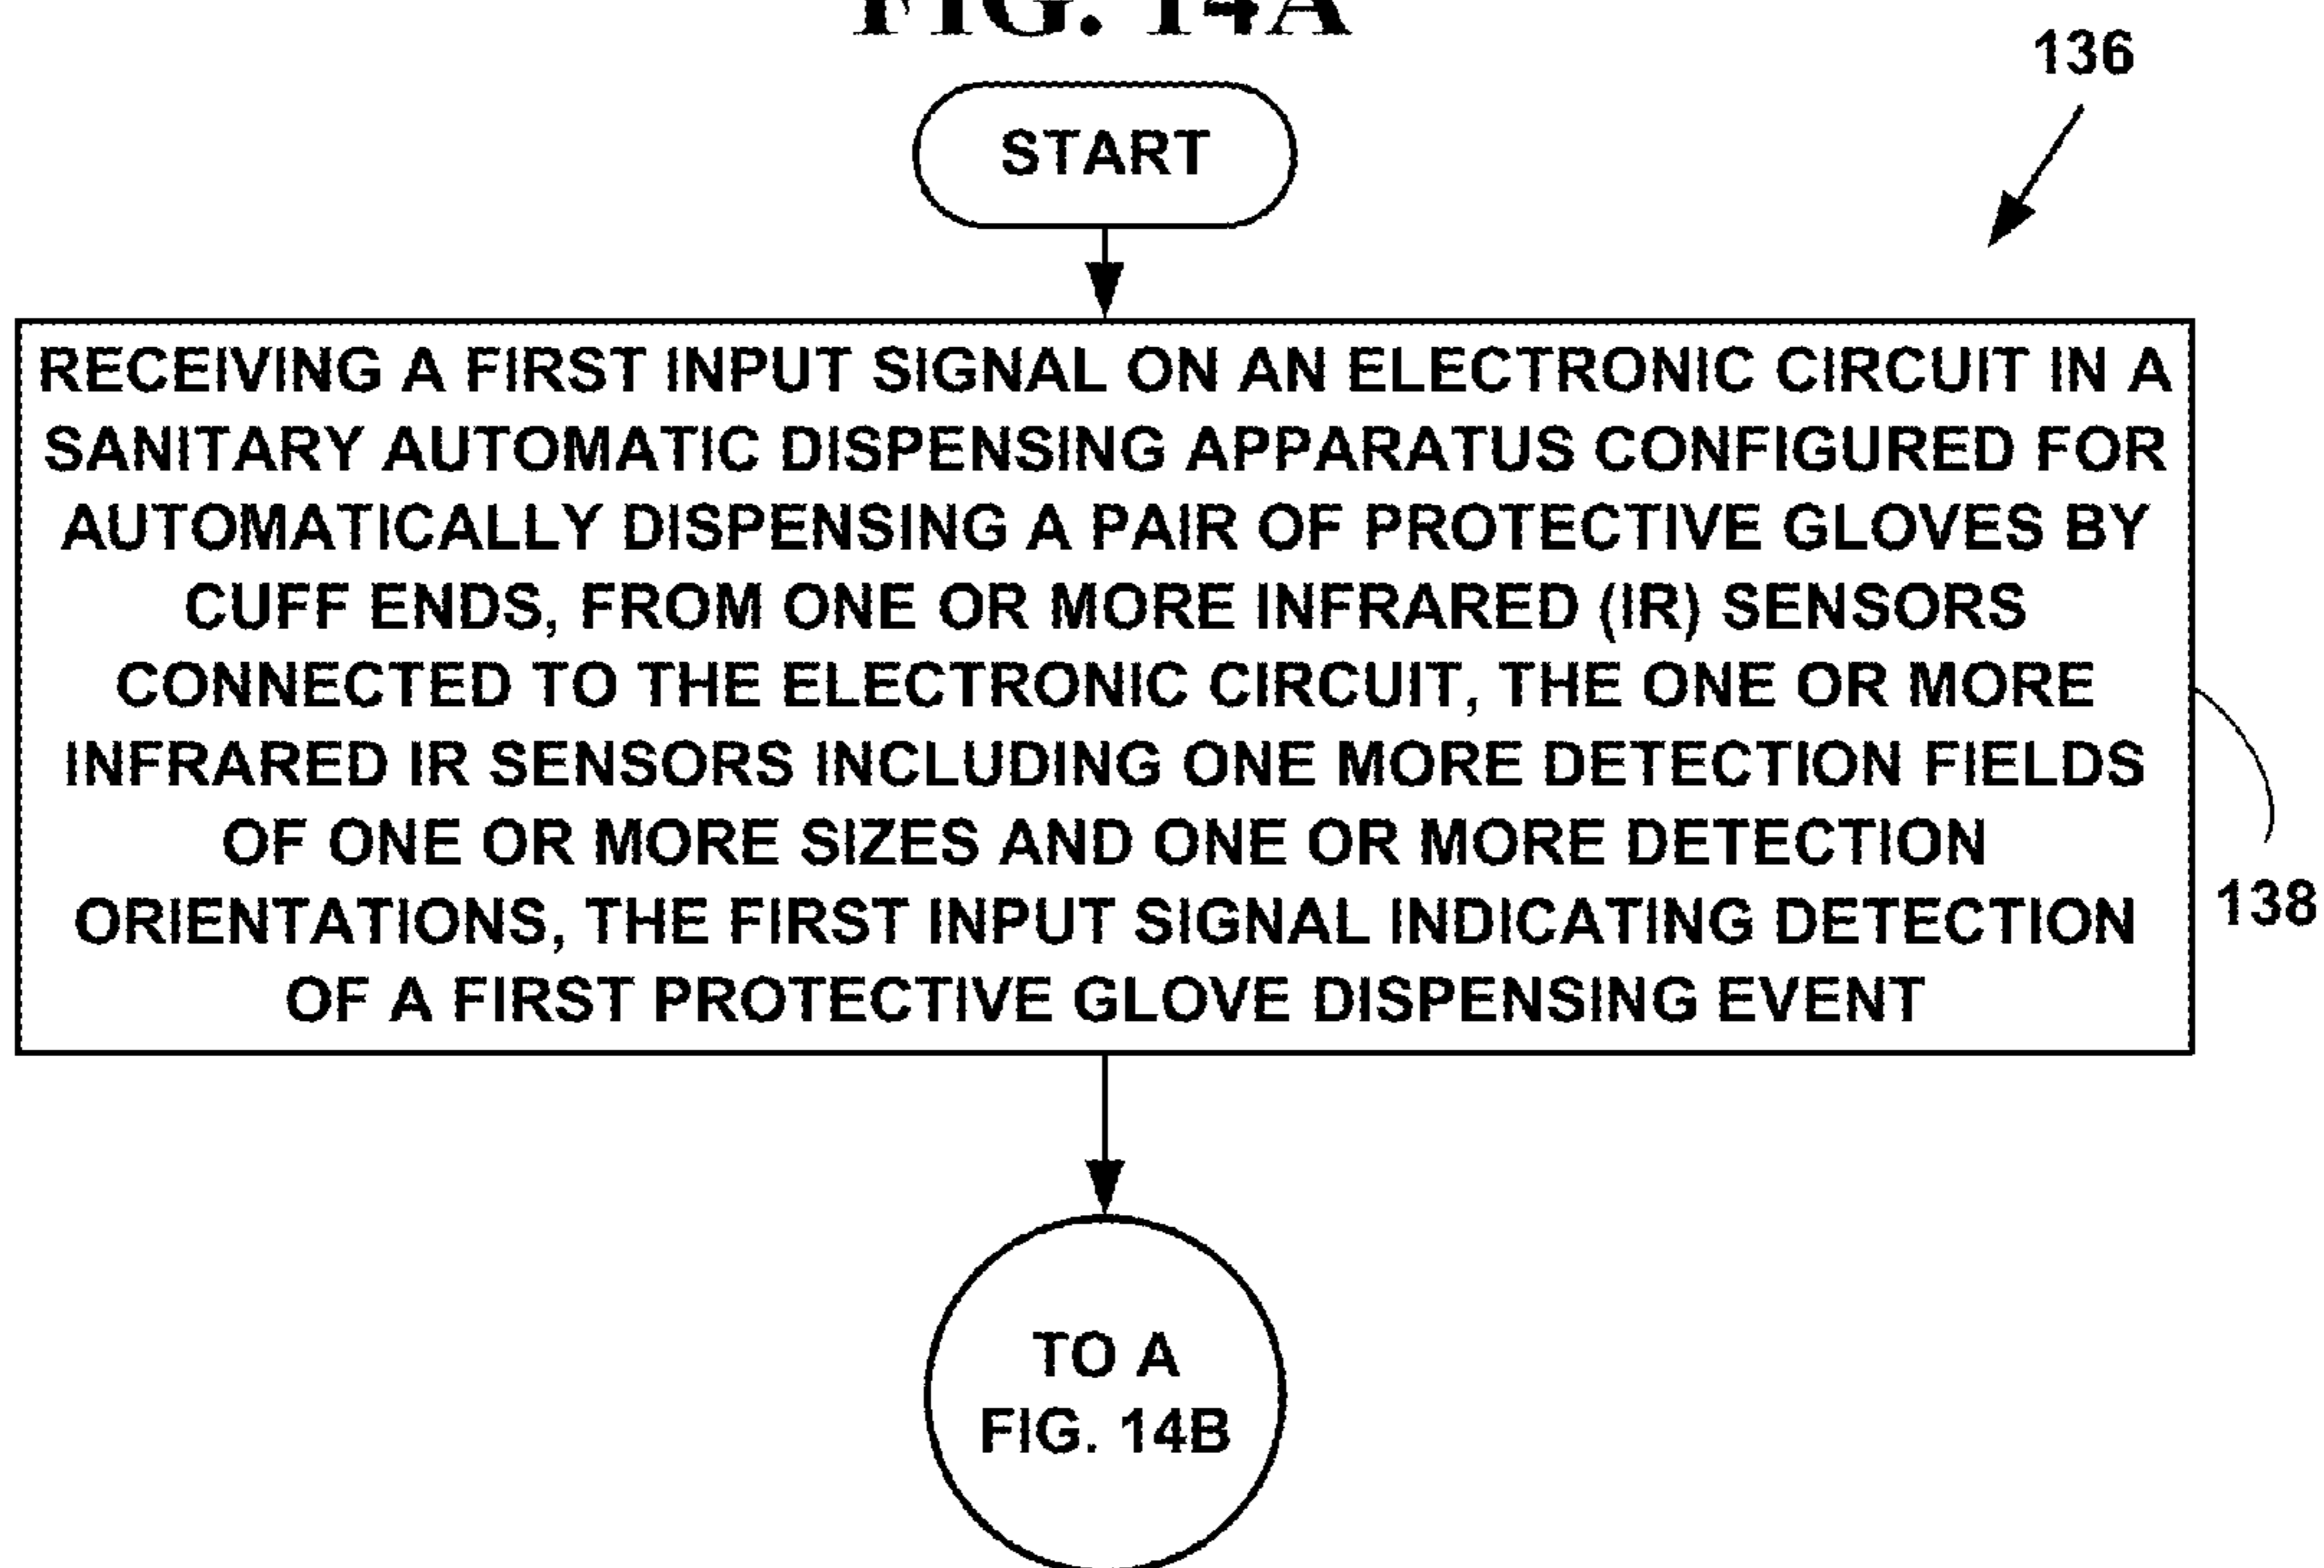 FIG. 14A
136
START
RECEIVING A FIRST INPUT SIGNAL ON AN ELECTRONIC CIRCUIT IN A
SANITARY AUTOMATIC DISPENSING APPARATUS CONFIGURED FOR
AUTOMATICALLY DISPENSING A PAIR OF PROTECTIVE GLOVES BY
CUFF ENDS, FROM ONE OR MORE INFRARED (IR) SENSORS
CONNECTED TO THE ELECTRONIC CIRCUIT, THE ONE OR MORE
INFRARED IR SENSORS INCLUDING ONE MORE DETECTION FIELDS
OF ONE OR MORE SIZES AND ONE OR MORE DETECTION
ORIENTATIONS, THE FIRST INPUT SIGNAL INDICATING DETECTION
OF A FIRST PROTECTIVE GLOVE DISPENSING EVENT
138
TO A
FIG. 14B